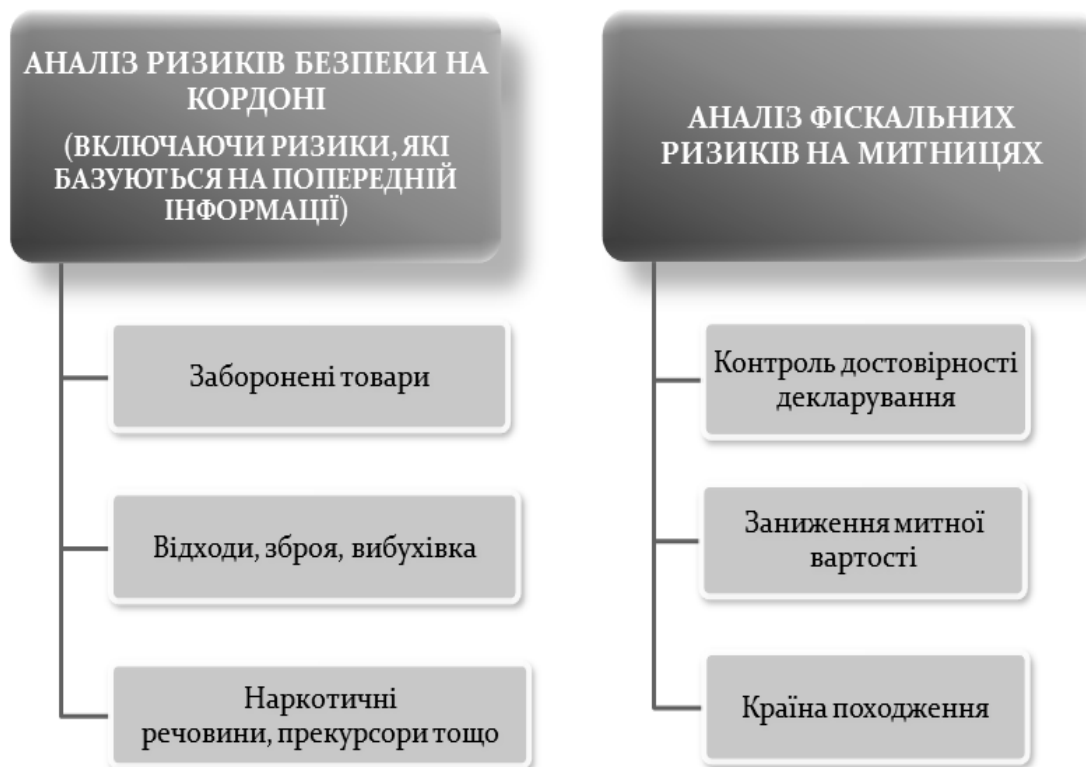 АНАЛІЗ РИЗИКІВ БЕЗПЕКИ НА
КОРДОНІ
(ВКЛЮЧАЮЧИ РИЗИКИ, ЯКІ
БАЗУЮТЬСЯ НА ПОПЕРЕДНІЙ
ІНФОРМАЦІЇ)
Заборонені товари
Відходи, зброя, вибухівка
Наркотичні
речовини, прекурсори тощо
АНАЛІЗ ФІСКАЛЬНИХ
РИЗИКІВ НА МИТНИЦЯХ
Контроль достовірності
декларування
Заниження митної
вартості
Країна походження